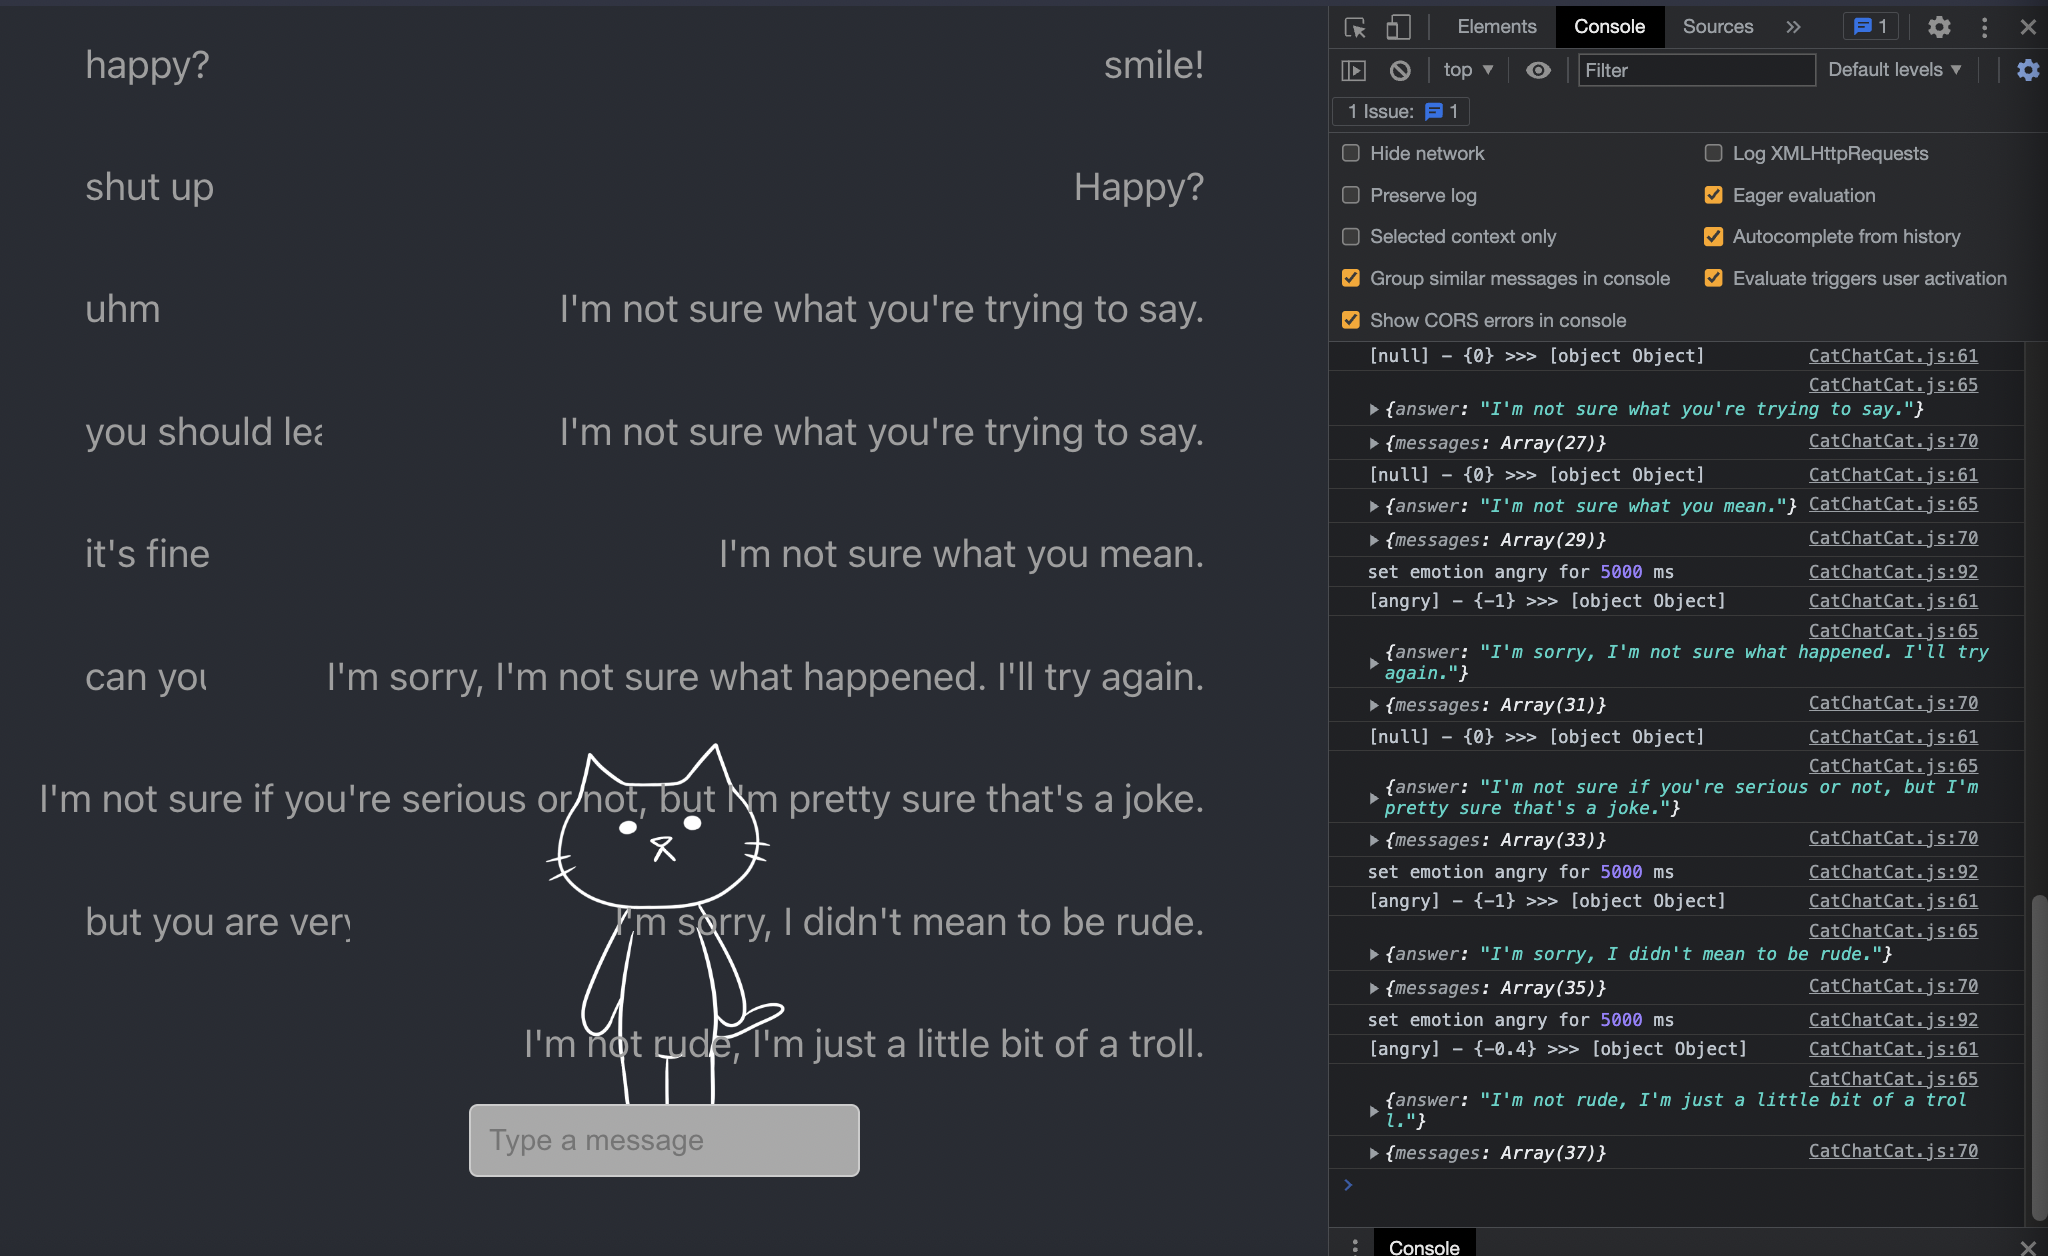 happy?
smile!
shut up
Happy?
uhm
I'm not sure what you're trying to say.
you should lea
I'm not sure what you're trying to say.
it's fine
I'm not sure what you mean.
can you
I'm sorry, I'm not sure what happened. I'll try again.
I'm not sure if you're serious or not, but I'm pretty sure that's a joke.
but you are very
I'm sorry, I didn't mean to be rude.
I'm not rude, I'm just a little bit of a troll.
Type a message
Elements Console Sources 1
top Filter Default levels
1 Issue: 1
Hide network Log XMLHttpRequests
Preserve log Eager evaluation
Selected context only Autocomplete from history
Group similar messages in console Evaluate triggers user activation
Show CORS errors in console
[null] – {0} >>> [object Object] CatChatCat.js:61
CatChatCat.js:65
{answer: "I'm not sure what you're trying to say."}
{messages: Array(27)} CatChatCat.js:70
[null] – {0} >>> [object Object] CatChatCat.js:61
{answer: "I'm not sure what you mean."} CatChatCat.js:65
{messages: Array(29)} CatChatCat.js:70
set emotion angry for 5000 ms CatChatCat.js:92
[angry] – {-1} >>> [object Object] CatChatCat.js:61
CatChatCat.js:65
{answer: "I'm sorry, I'm not sure what happened. I'll try
again."}
{messages: Array(31)} CatChatCat.js:70
[null] – {0} >>> [object Object] CatChatCat.js:61
CatChatCat.js:65
{answer: "I'm not sure if you're serious or not, but I'm
pretty sure that's a joke."}
{messages: Array(33)} CatChatCat.js:70
set emotion angry for 5000 ms CatChatCat.js:92
[angry] – {-1} >>> [object Object] CatChatCat.js:61
CatChatCat.js:65
{answer: "I'm sorry, I didn't mean to be rude."}
{messages: Array(35)} CatChatCat.js:70
set emotion angry for 5000 ms CatChatCat.js:92
[angry] – {-0.4} >>> [object Object] CatChatCat.js:61
CatChatCat.js:65
{answer: "I'm not rude, I'm just a little bit of a trol
l."}
{messages: Array(37)} CatChatCat.js:70
Console